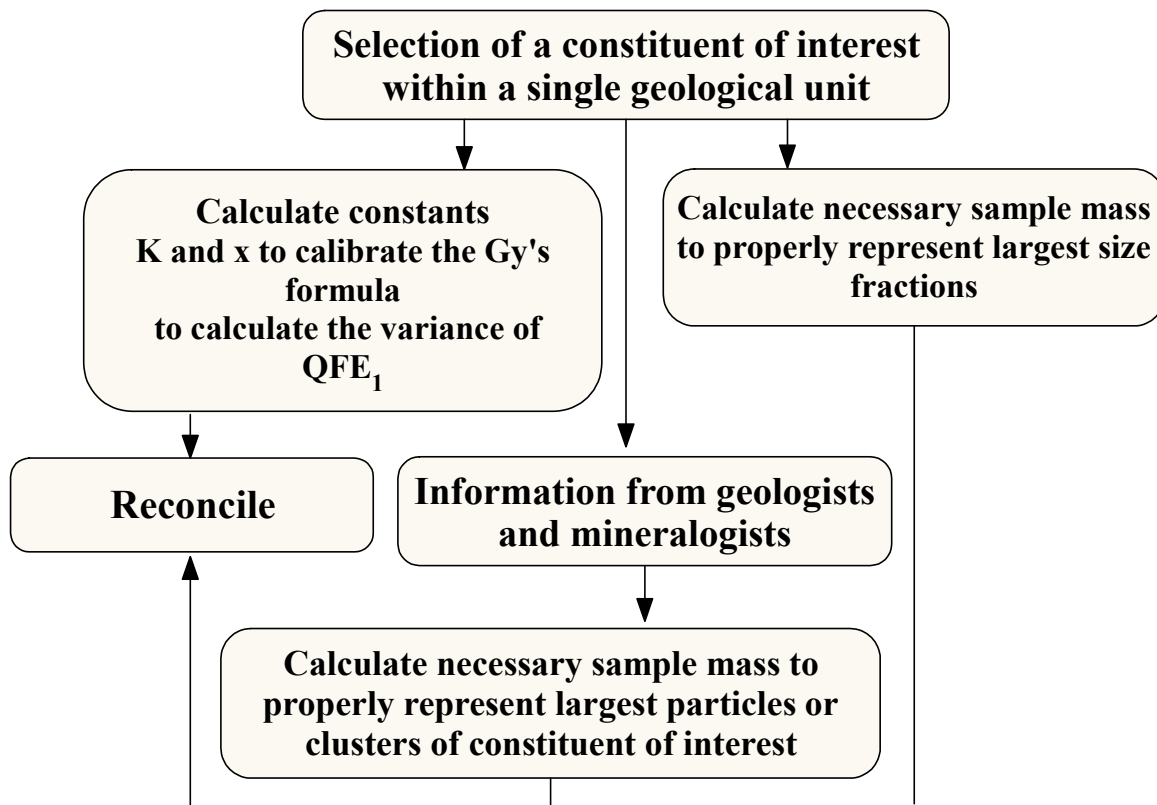 Selection of a constituent of interest
within a single geological unit
Calculate constants
K and x to calibrate the Gy's
formula
to calculate the variance of
QFE1
Calculate necessary sample mass
to properly represent largest size
fractions
Reconcile
Information from geologists
and mineralogists
Calculate necessary sample mass to
properly represent largest particles or
clusters of constituent of interest